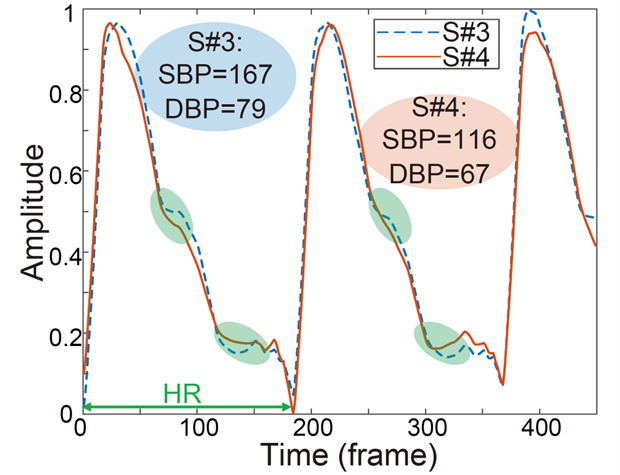 S#3:
SBP=167
DBP=79
S#3
S#4
S#4:
SBP=116
DBP=67
Amplitude
1
0.8
0.6
0.4
0.2
0
HR
0
100
200
300
400
Time (frame)